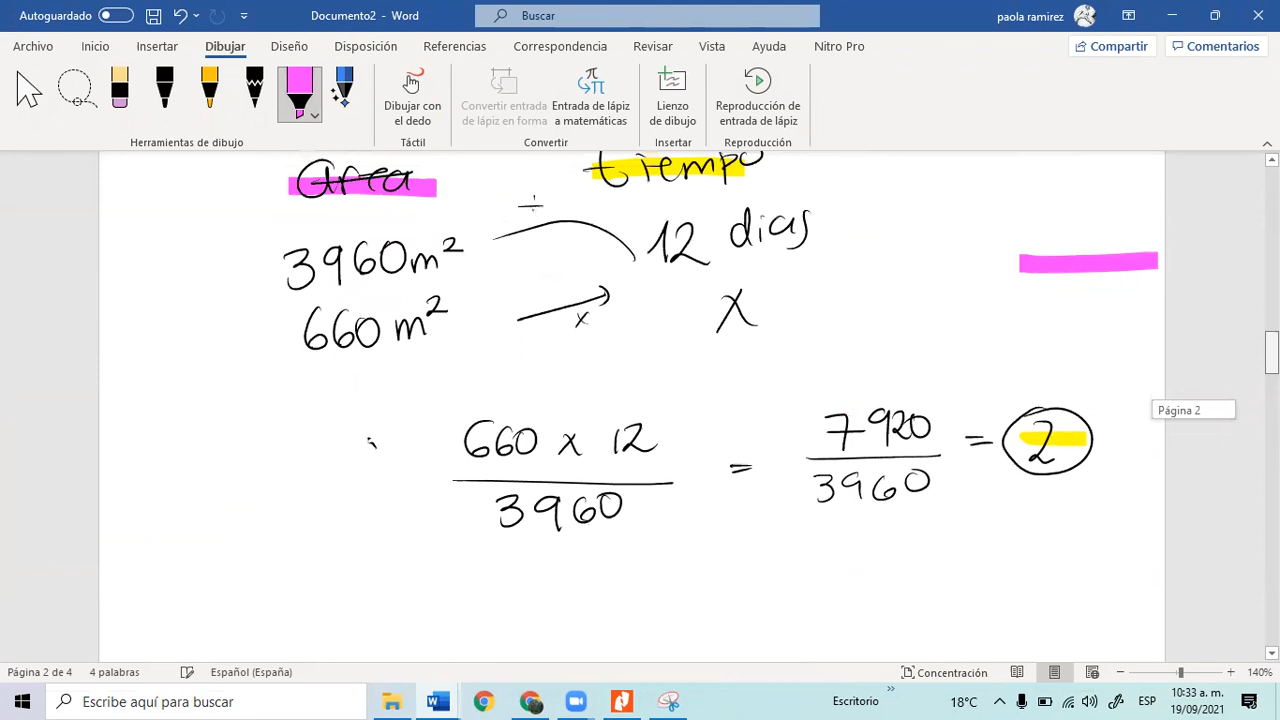 Autoguardado Documento2 - Word Buscar paola ramirez
Archivo Inicio Insertar Dibujar Diseño Disposición Referencias Correspondencia Revisar Vista Ayuda Nitro Pro Compartir Comentarios
Dibujar con el dedo
Convertir entrada de lápiz en forma
Entrada de lápiz a matemáticas
Lienzo de dibujo
Reproducción de entrada de lápiz
Herramientas de dibujo Táctil Convertir Insertar Reproducción
área tiempo
÷
3960m² 12 dias
660 m² x X
660 x 12 / 3960 = 7920 / 3960 = 2
Página 2
Página 2 de 4 4 palabras Español (España) Concentración 140%
Escribe aquí para buscar Escritorio 18°C ESP 10:33 a. m.
19/09/2021